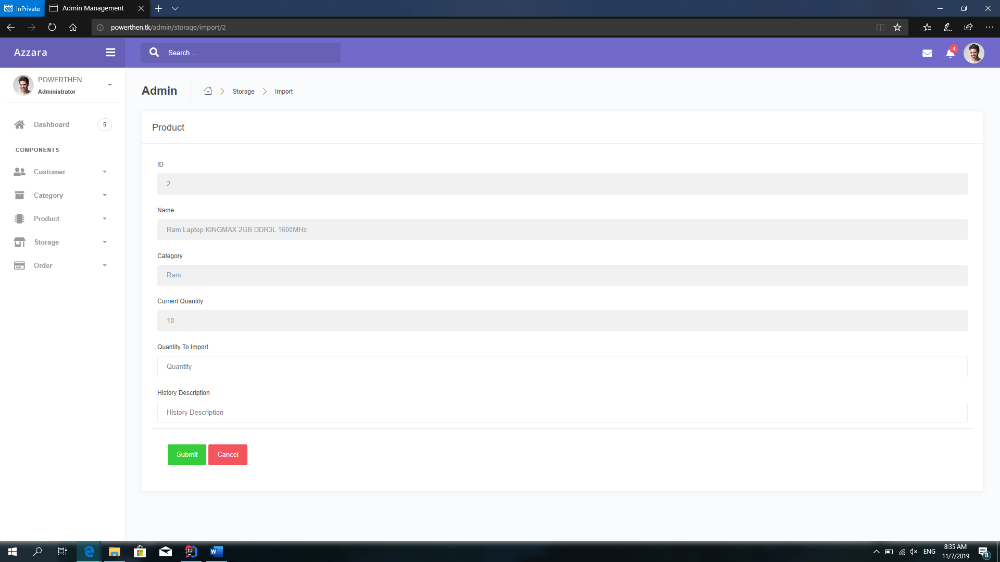 InPrivate
Admin Management
powerthen.tk/admin/storage/import/2
Azzara
Search ...
4
POWERTHEN
Administrator
Admin
Storage
Import
Dashboard
5
COMPONENTS
Customer
Category
Product
Storage
Order
Product
ID
2
Name
Ram Laptop KINGMAX 2GB DDR3L 1600MHz
Category
Ram
Current Quantity
10
Quantity To Import
Quantity
History Description
History Description
Submit
Cancel
ENG
8:35 AM
11/7/2019
8